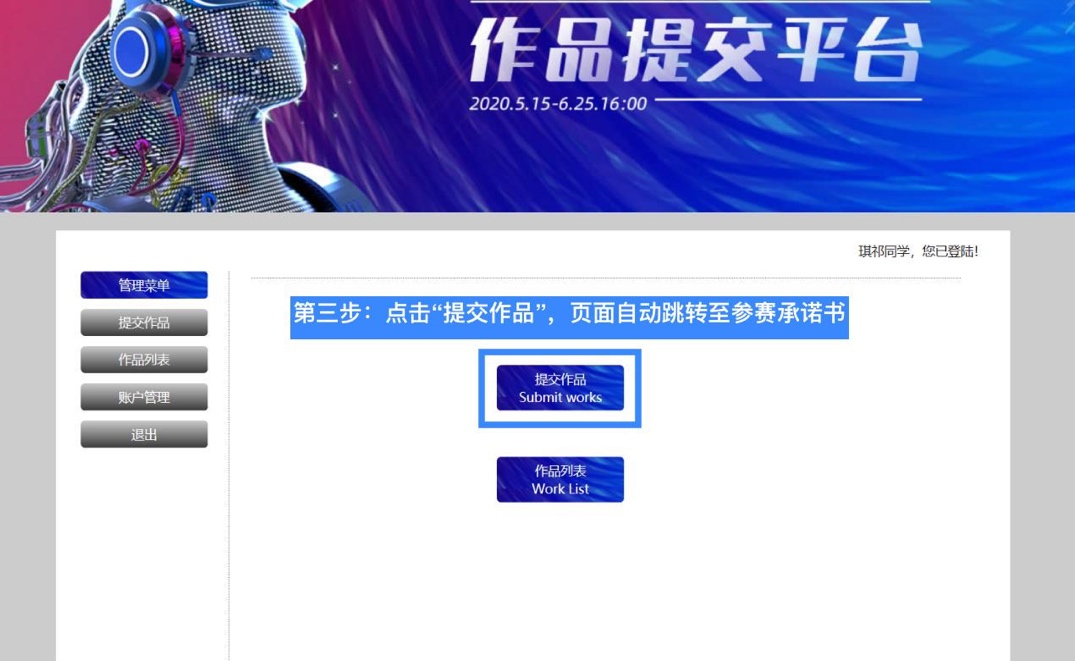 作品提交平台
2020.5.15-6.25.16:00
琪祁同学，您已登陆!
管理菜单
提交作品
作品列表
账户管理
退出
第三步：点击“提交作品”，页面自动跳转至参赛承诺书
提交作品
Submit works
作品列表
Work List